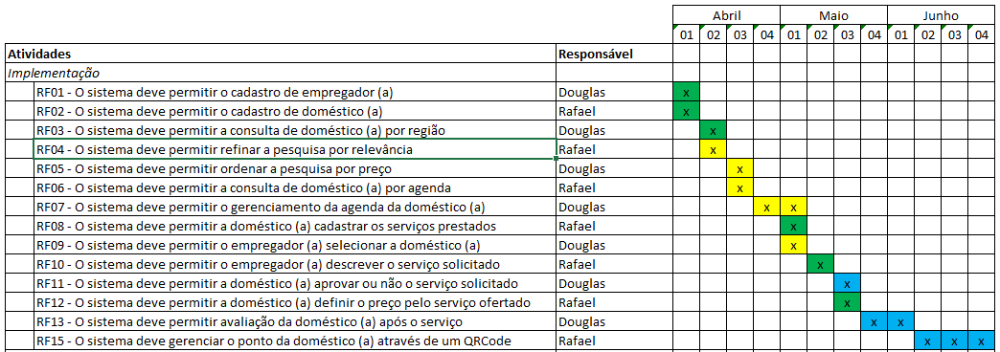 Abril Maio Junho
01 02 03 04 01 02 03 04 01 02 03 04
Atividades Responsável
Implementação
RF01 - O sistema deve permitir o cadastro de empregador (a) Douglas x
RF02 - O sistema deve permitir o cadastro de doméstico (a) Rafael x
RF03 - O sistema deve permitir a consulta de doméstico (a) por região Douglas x
RF04 - O sistema deve permitir refinar a pesquisa por relevância Rafael x
RF05 - O sistema deve permitir ordenar a pesquisa por preço Douglas x
RF06 - O sistema deve permitir a consulta de doméstico (a) por agenda Rafael x
RF07 - O sistema deve permitir o gerenciamento da agenda da doméstico (a) Douglas x x
RF08 - O sistema deve permitir a doméstico (a) cadastrar os serviços prestados Rafael x
RF09 - O sistema deve permitir o empregador (a) selecionar a doméstico (a) Douglas x
RF10 - O sistema deve permitir o empregador (a) descrever o serviço solicitado Rafael x
RF11 - O sistema deve permitir a doméstico (a) aprovar ou não o serviço solicitado Douglas x
RF12 - O sistema deve permitir a doméstico (a) definir o preço pelo serviço ofertado Rafael x
RF13 - O sistema deve permitir avaliação da doméstico (a) após o serviço Douglas x x
RF15 - O sistema deve gerenciar o ponto da doméstico (a) através de um QRCode Rafael x x x